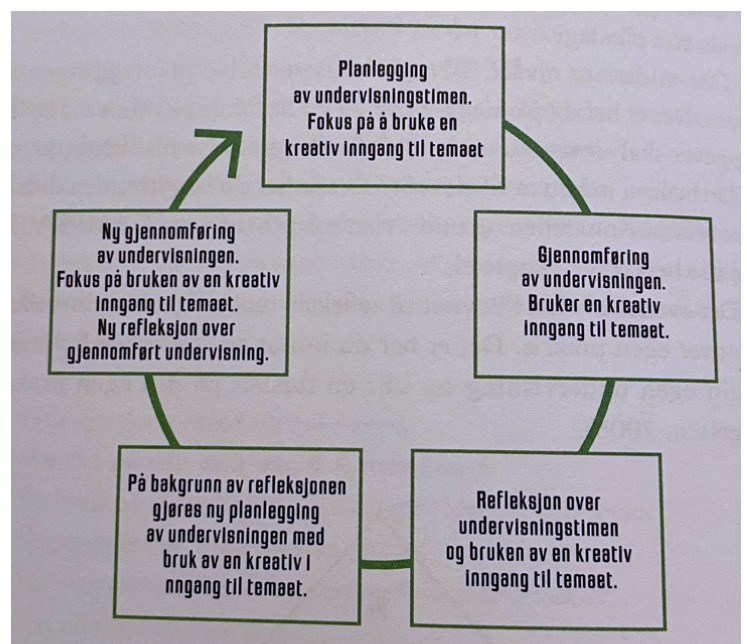 Planlegging
av undervisningstimen.
Fokus på å bruke en
kreativ inngang til temaet
Gjennomføring
av undervisningen.
Bruker en kreativ
inngang til temaet.
Refleksjon over
undervisningstimen
og bruken av en kreativ
inngang til temaet.
På bakgrunn av refleksjonen
gjøres ny planlegging
av undervisningen med
bruk av en kreativ i
nngang til temaet.
Ny gjennomføring
av undervisningen.
Fokus på bruken av en kreativ
inngang til temaet.
Ny refleksjon over
gjennomført undervisning.